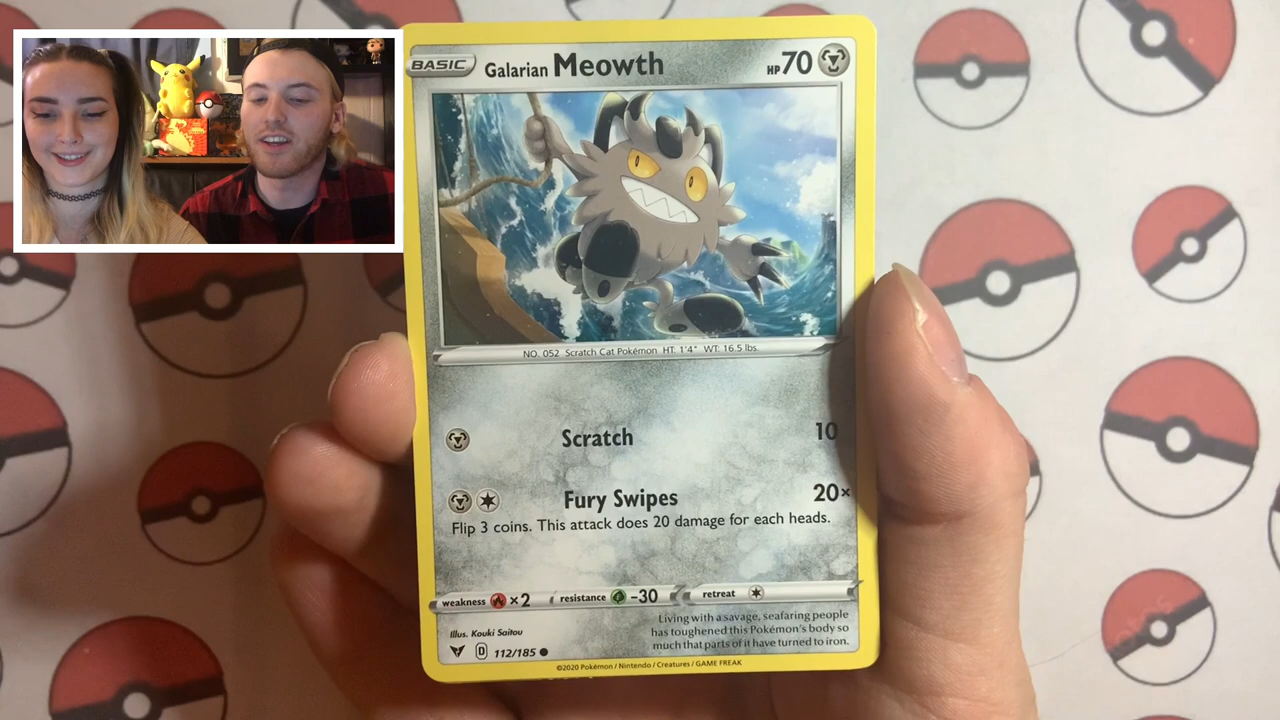 BASIC Galarian Meowth HP 70
NO. 052 Scratch Cat Pokémon HT: 1'4" WT: 16.5 lbs.
Scratch 10
Fury Swipes 20×
Flip 3 coins. This attack does 20 damage for each heads.
weakness ×2 resistance -30 retreat
Living with a savage, seafaring people
has toughened this Pokémon's body so
much that parts of it have turned to iron.
Illus. Kouki Saitou
D 112/185
©2020 Pokémon / Nintendo / Creatures / GAME FREAK